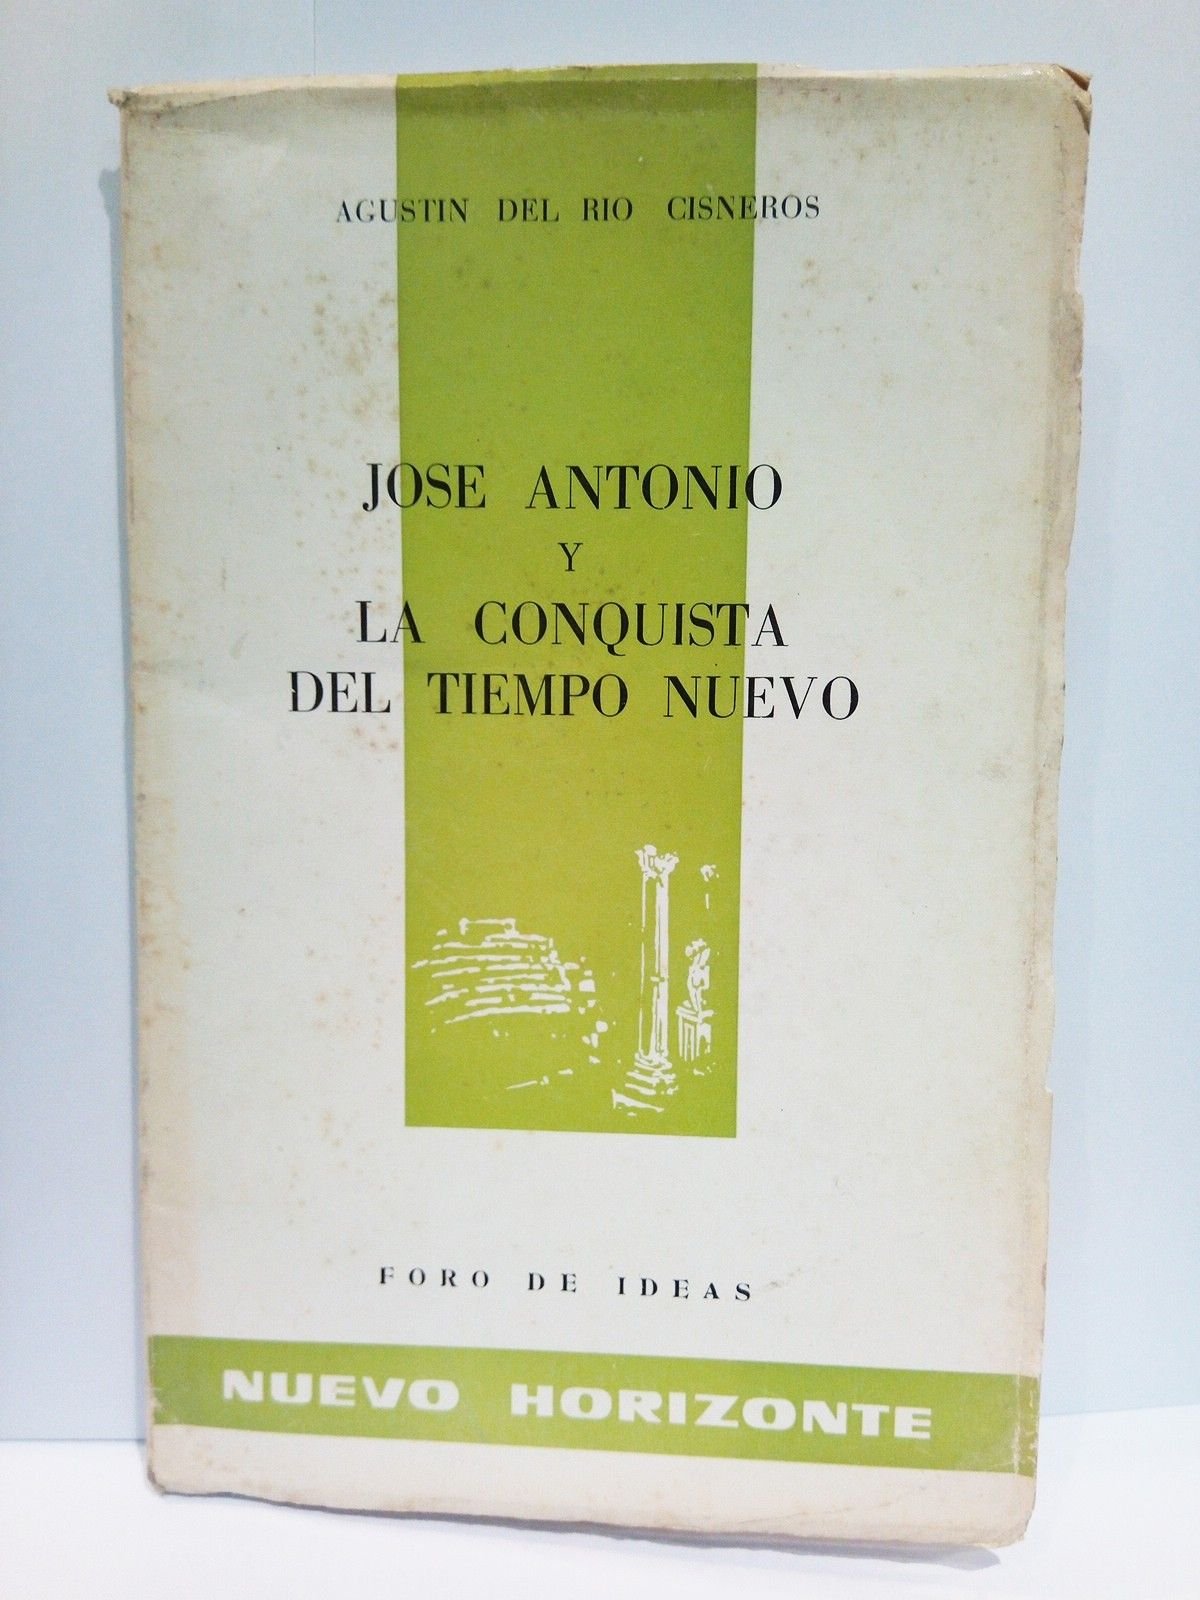 AGUSTIN DEL RIO CISNEROS
JOSE ANTONIO
Y
LA CONQUISTA
DEL TIEMPO NUEVO
FORO DE IDEAS
NUEVO HORIZONTE